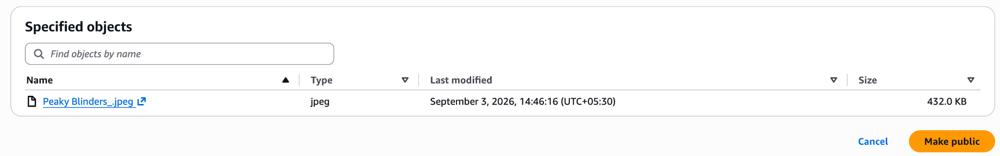 Specified objects
Find objects by name
Name Type Last modified Size
Peaky Blinders_.jpeg jpeg September 3, 2026, 14:46:16 (UTC+05:30) 432.0 KB
Cancel Make public